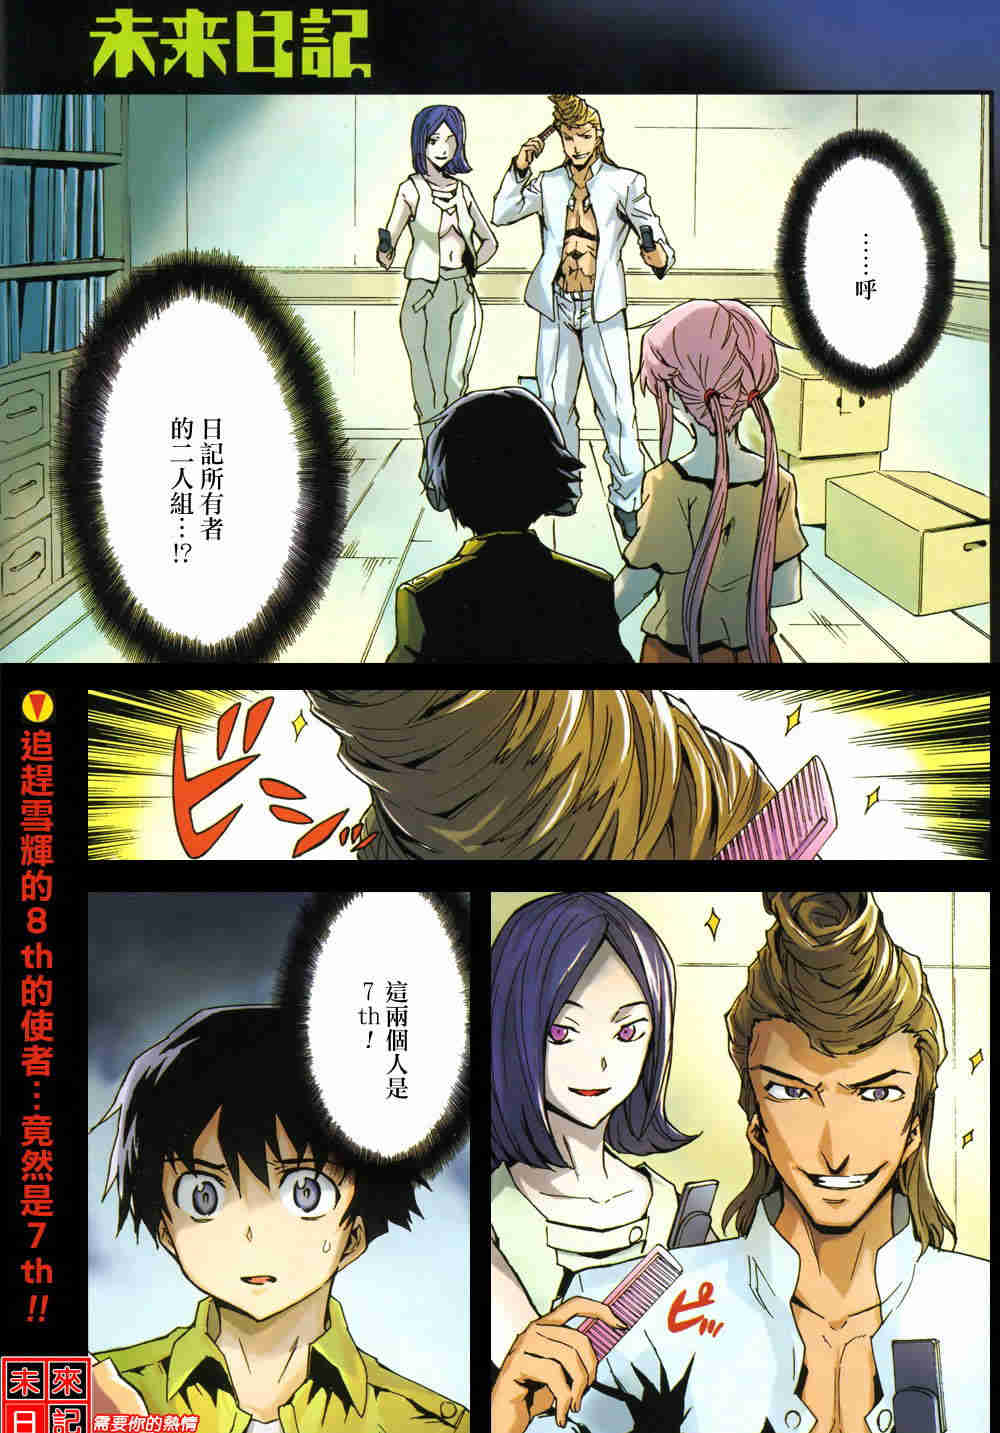 未来日記
……呼
日記所有者
的二人組…!?
ビシッ
追趕雪輝的8th的使者…竟然是7th!!
這兩個人是
7th!
ピッ
未來
日記
需要你的熱情